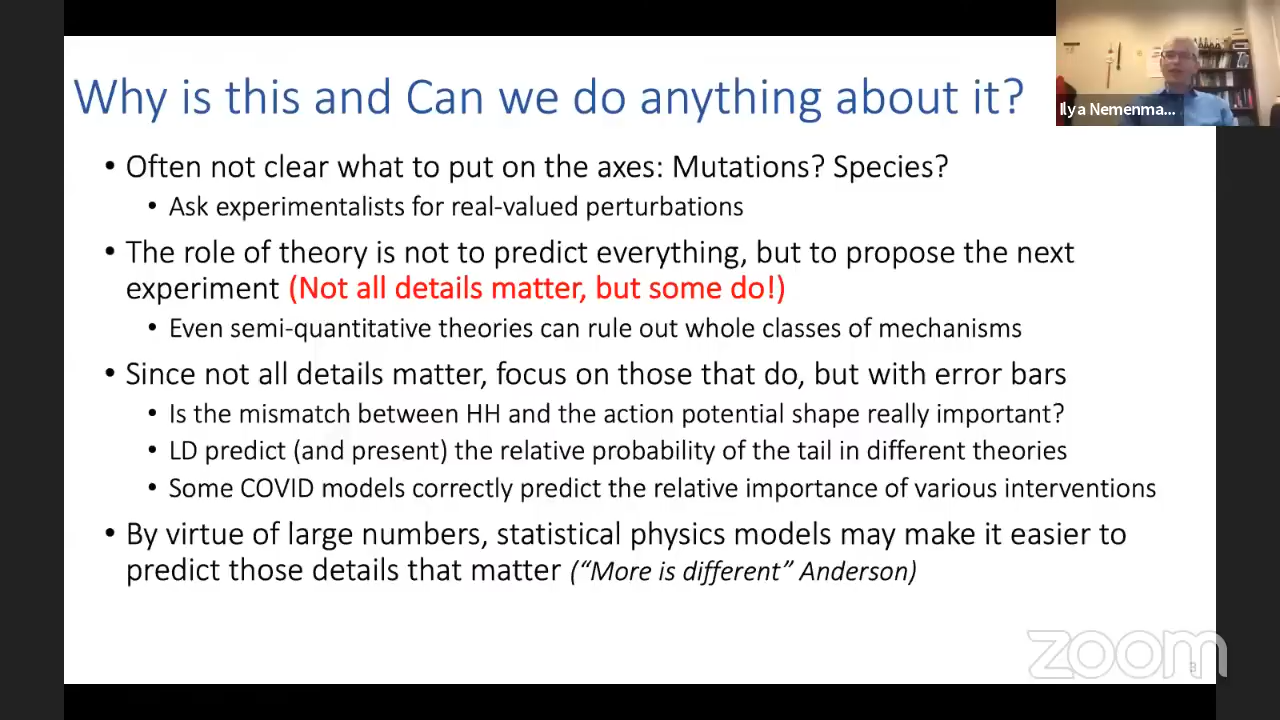 Why is this and Can we do anything about it?
Ilya Nemenma...
• Often not clear what to put on the axes: Mutations? Species?
• Ask experimentalists for real-valued perturbations
• The role of theory is not to predict everything, but to propose the next
experiment (Not all details matter, but some do!)
• Even semi-quantitative theories can rule out whole classes of mechanisms
• Since not all details matter, focus on those that do, but with error bars
• Is the mismatch between HH and the action potential shape really important?
• LD predict (and present) the relative probability of the tail in different theories
• Some COVID models correctly predict the relative importance of various interventions
• By virtue of large numbers, statistical physics models may make it easier to
predict those details that matter (“More is different” Anderson)
zoom
3